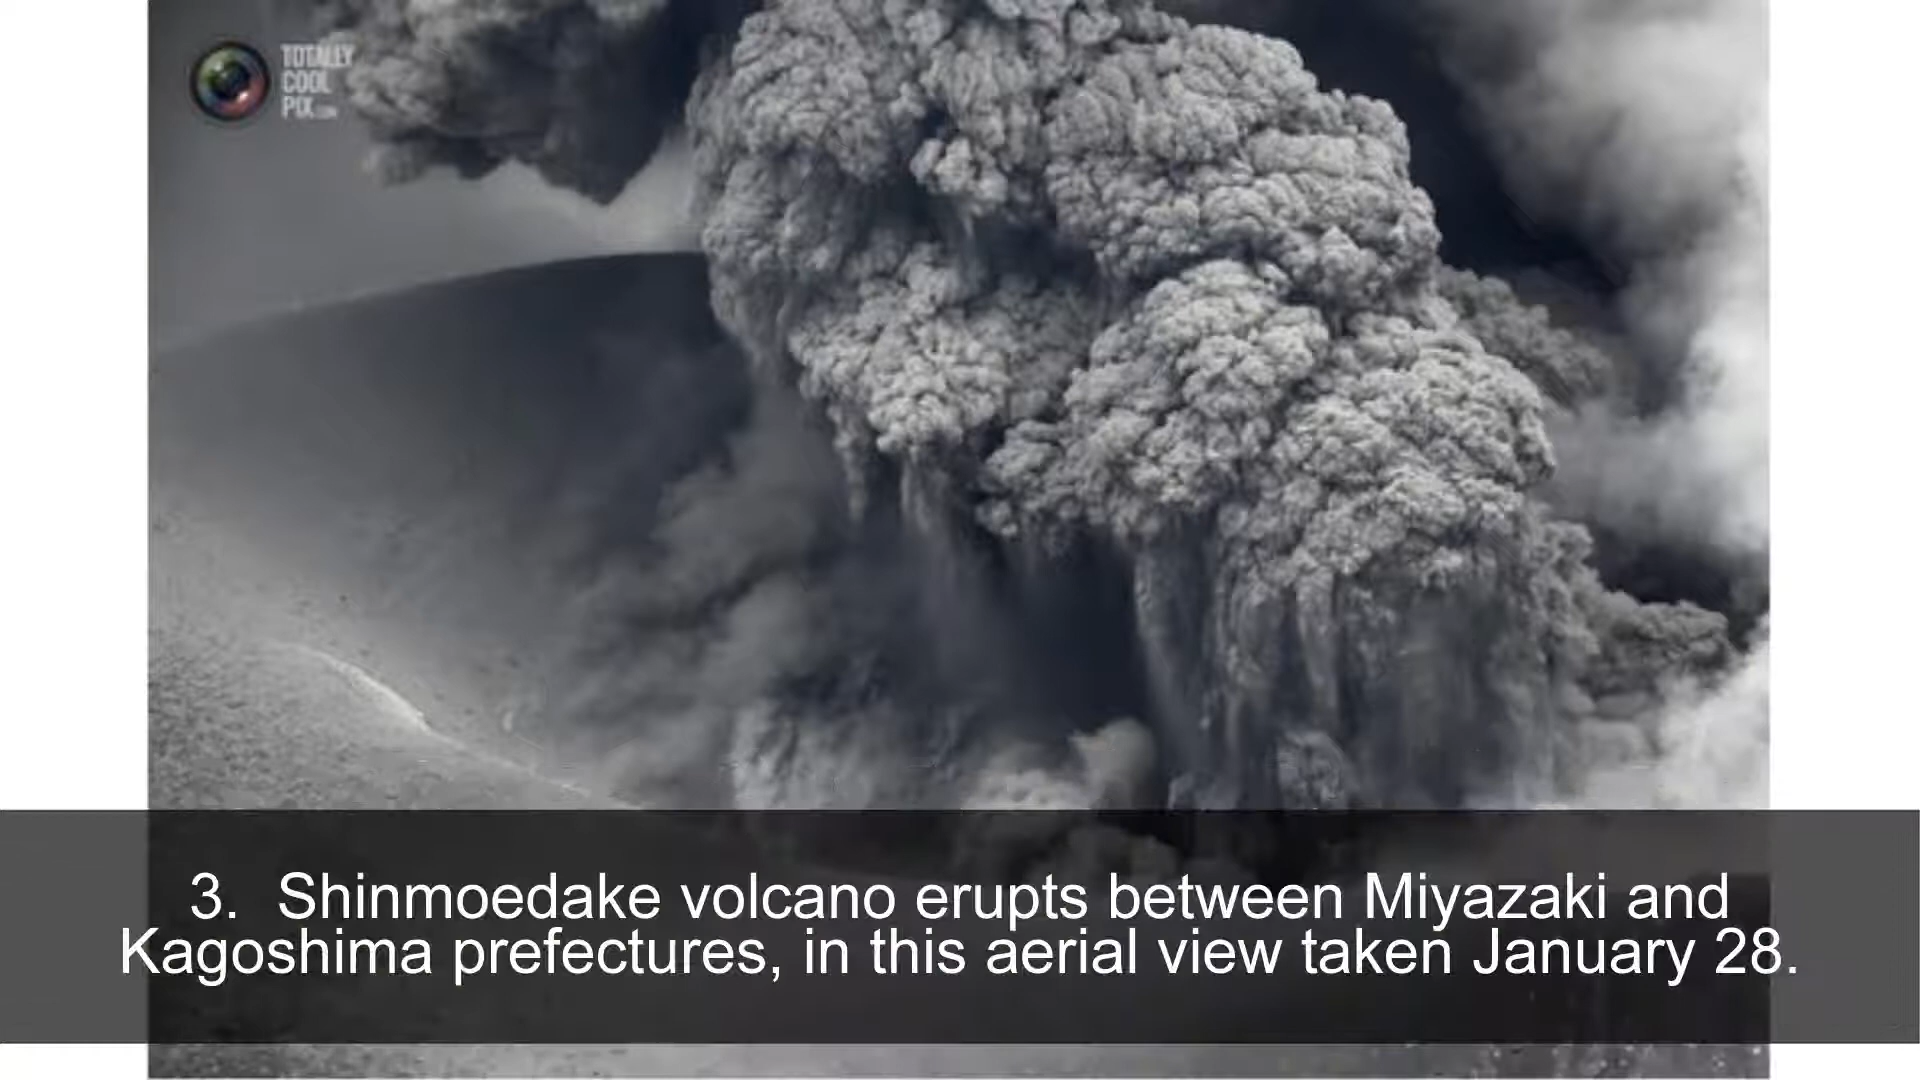 TOTALLY
COOL
PIX.COM
3. Shinmoedake volcano erupts between Miyazaki and
Kagoshima prefectures, in this aerial view taken January 28.